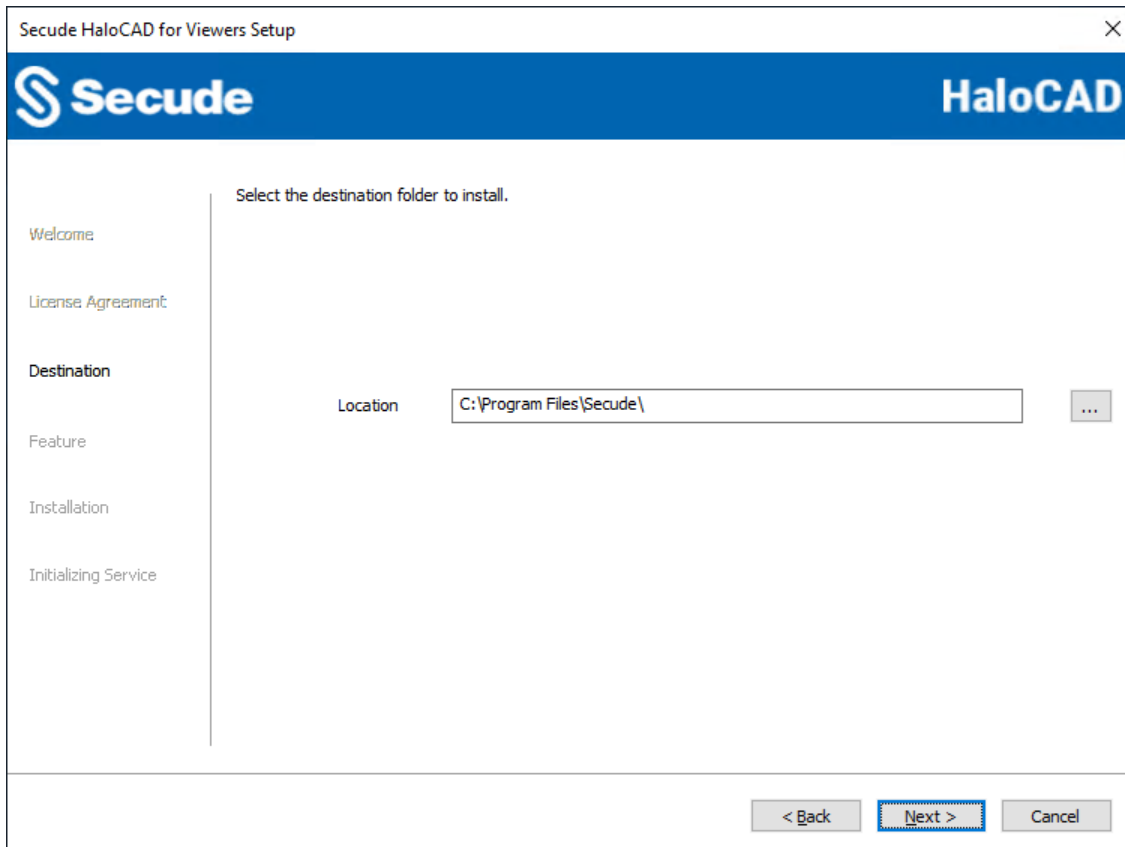 Secude HaloCAD for Viewers Setup
Secude
HaloCAD
Select the destination folder to install.
Welcome
License Agreement
Destination
Location
C:\Program Files\Secude\
...
Feature
Installation
Initializing Service
< Back
Next >
Cancel